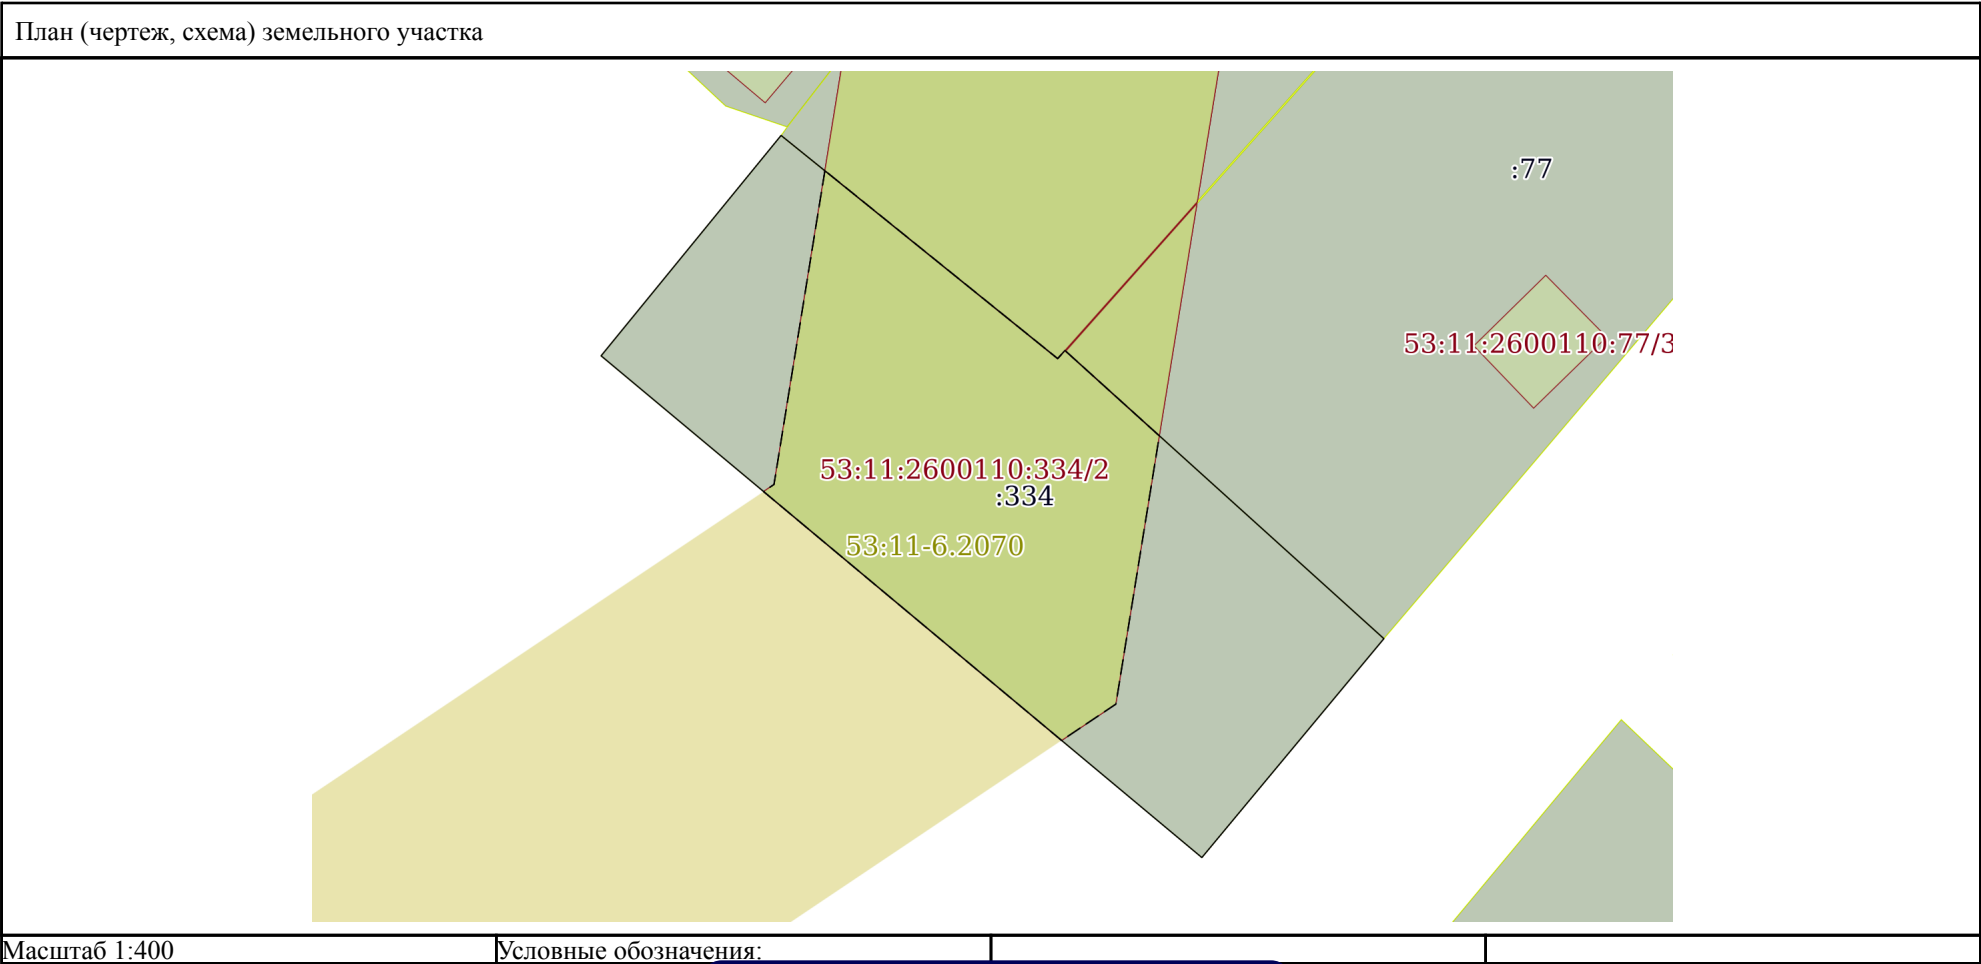 План (чертеж, схема) земельного участка
:77
53:11:2600110:77/3
53:11:2600110:334/2
:334
53:11-6.2070
Масштаб 1:400
Условные обозначения: